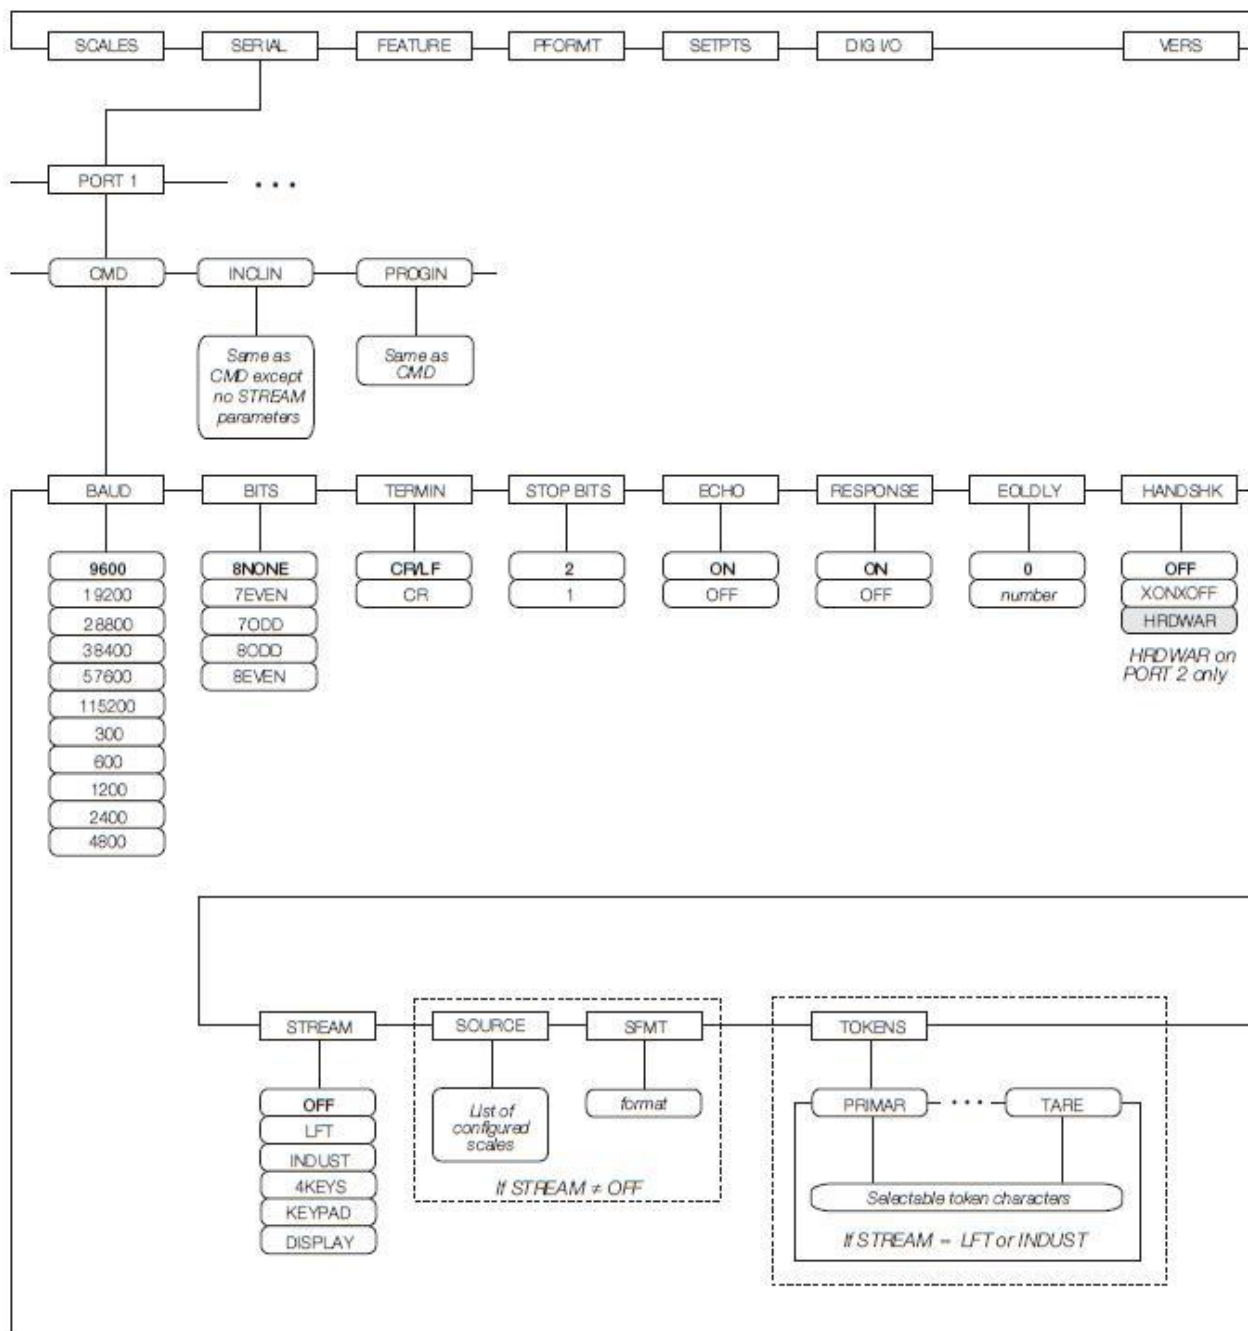 SCALES SERIAL FEATURE PFORMT SETPTS DIG I/O VERS
PORT 1 • • •
CMD INCLIN PROGIN
Same as
CMD except
no STREAM
parameters
Same as
CMD
BAUD BITS TERMIN STOP BITS ECHO RESPONSE EOLDLY HANDSHK
9600 8NONE CR/LF 2 ON ON 0 OFF
19200 7EVEN CR 1 OFF OFF number XONXOFF
28800 7ODD HRDWAR
38400 8ODD
57600 8EVEN
HRDWAR on
PORT 2 only
115200
300
600
1200
2400
4800
STREAM SOURCE SFMT TOKENS
OFF
LFT
INDUST
4KEYS
KEYPAD
DISPLAY
List of
configured
scales
format
If STREAM ≠ OFF
PRIMAR • • • TARE
Selectable token characters
If STREAM = LFT or INDUST